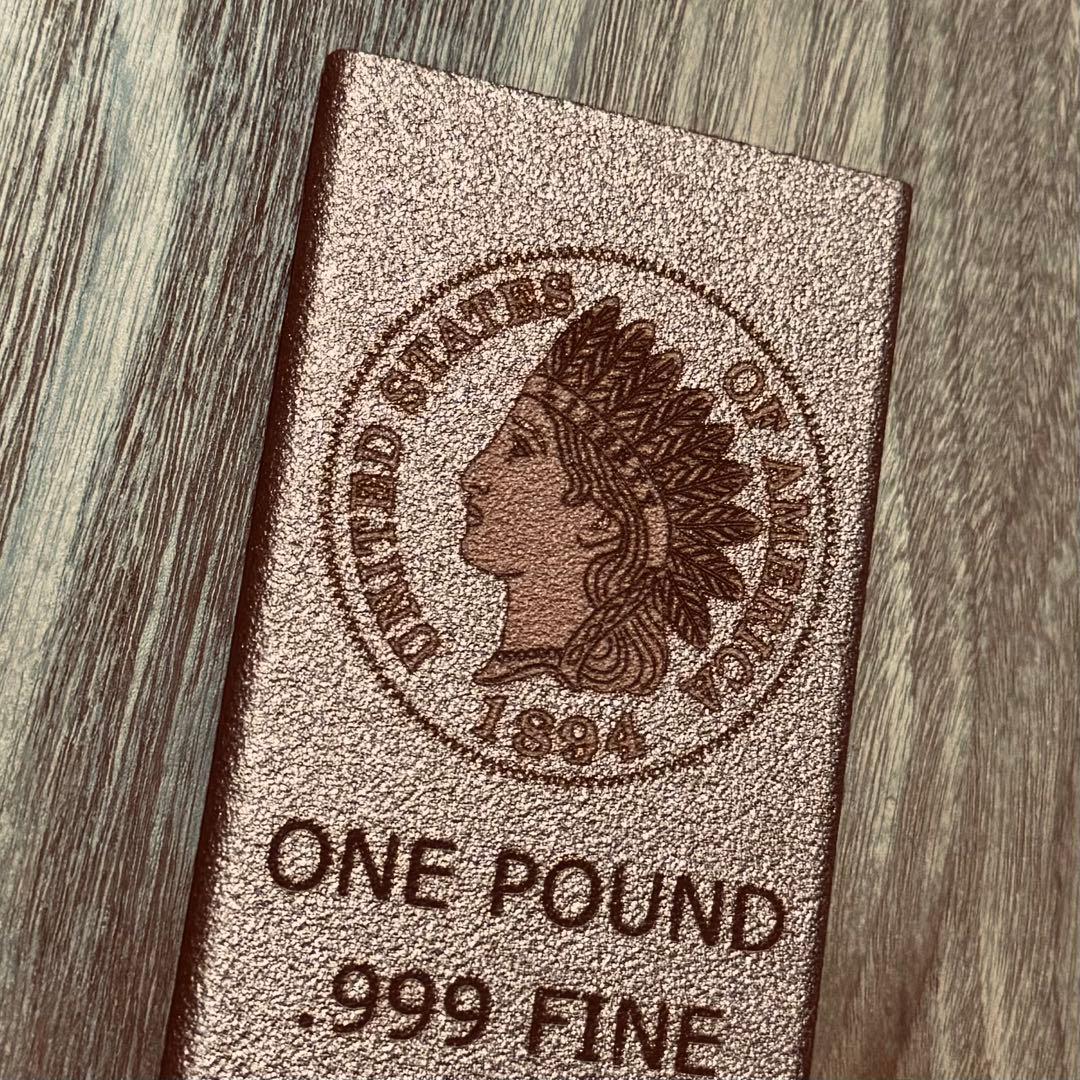 UNITED STATES OF AMERICA
1894
ONE POUND
.999 FINE